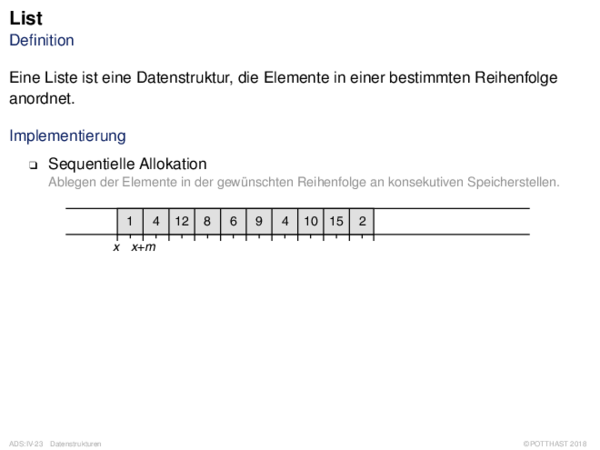 List
Definition
Eine Liste ist eine Datenstruktur, die Elemente in einer bestimmten Reihenfolge
anordnet.
Implementierung
❑ Sequentielle Allokation
Ablegen der Elemente in der gewünschten Reihenfolge an konsekutiven Speicherstellen.
1 4 12 8 6 9 4 10 15 2
x x+m
ADS:IV-23 Datenstrukturen ©POTTHAST 2018